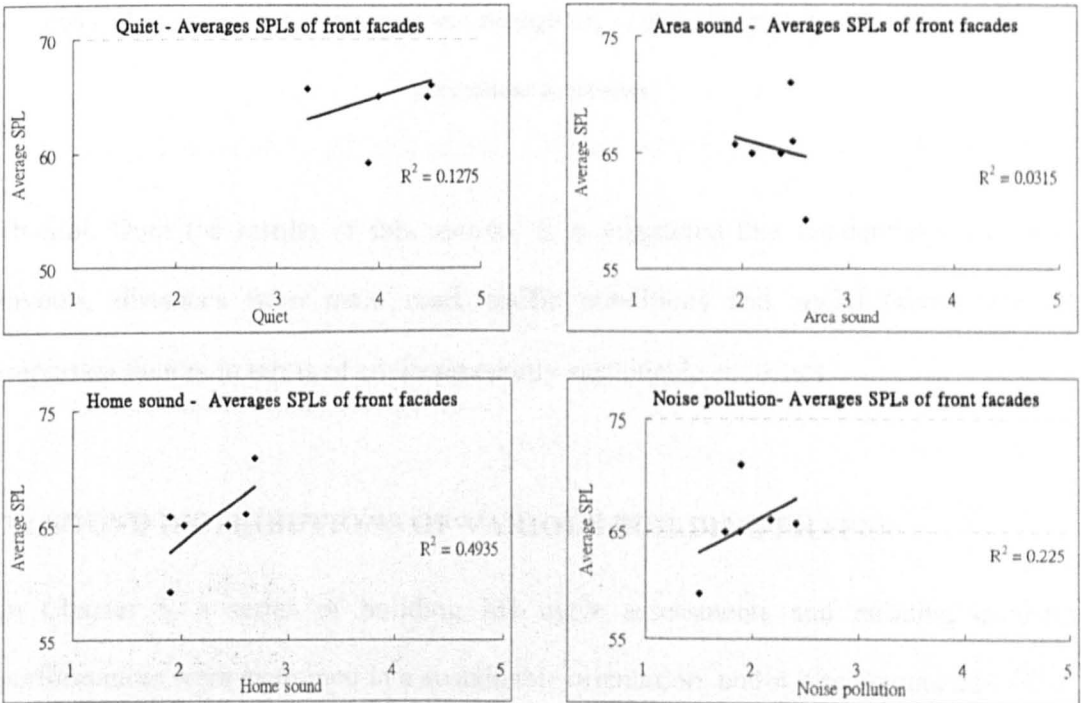 Quiet - Averages SPLs of front facades
70
60
50
Average SPL
R² = 0.1275
2 3 4 5
Quiet
Area sound - Averages SPLs of front facades
75
65
55
Average SPL
R² = 0.0315
2 3 4 5
Area sound
Home sound - Averages SPLs of front facades
75
65
55
Average SPL
R² = 0.4935
2 3 4 5
Home sound
Noise pollution- Averages SPLs of front facades
75
65
55
Average SPL
R² = 0.225
1 2 3 4 5
Noise pollution